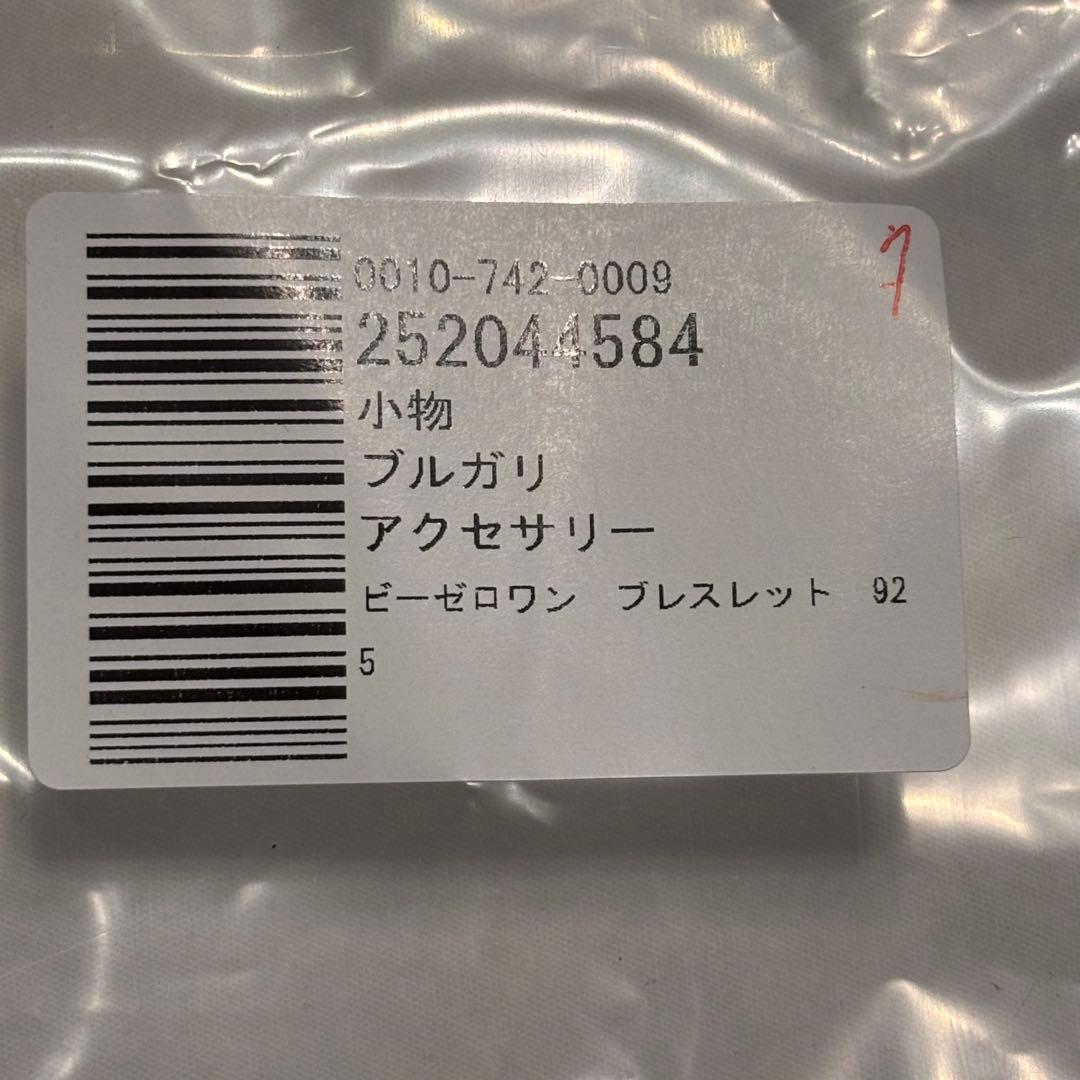 0010-742-0009
252044584
小物
ブルガリ
アクセサリー
ビーゼロワン　ブレスレット　92
5